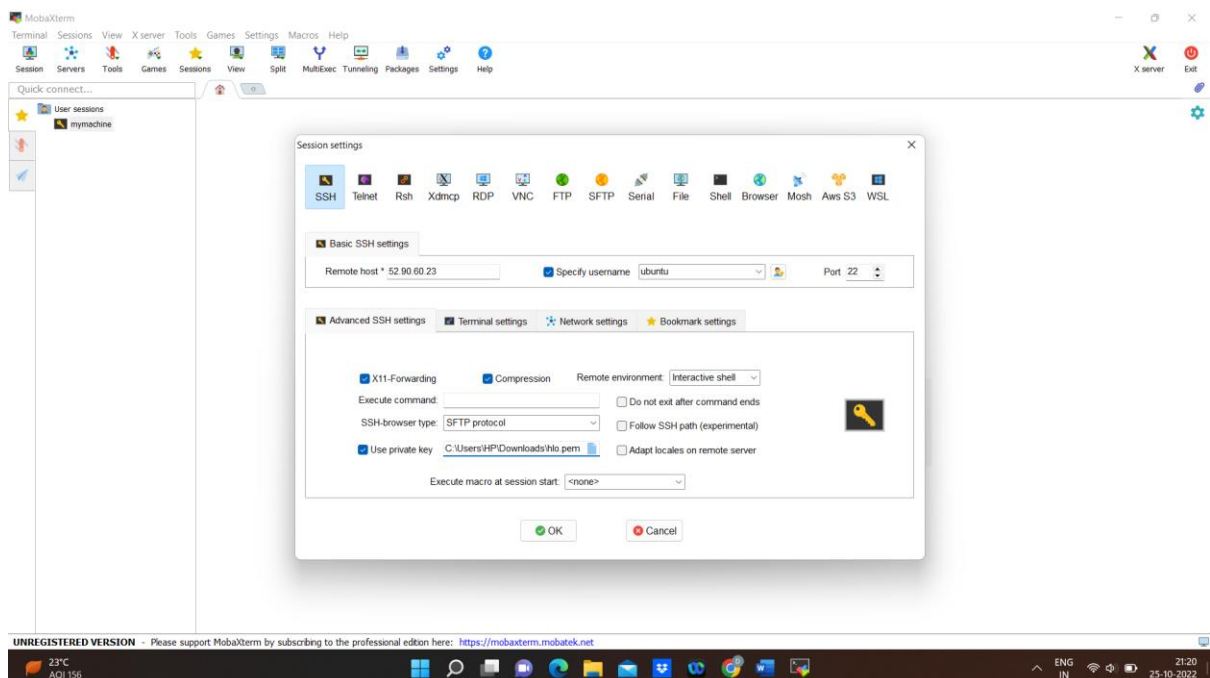 MobaXterm
Terminal Sessions View X server Tools Games Settings Macros Help
Session Servers Tools Games Sessions View Split MultiExec Tunneling Packages Settings Help X server Exit
Quick connect...
User sessions
mymachine
Session settings
SSH Telnet Rsh Xdmcp RDP VNC FTP SFTP Serial File Shell Browser Mosh Aws S3 WSL
Basic SSH settings
Remote host * 52.90.60.23 Specify username ubuntu Port 22
Advanced SSH settings Terminal settings Network settings Bookmark settings
X11-Forwarding Compression Remote environment: Interactive shell
Execute command: Do not exit after command ends
SSH-browser type: SFTP protocol Follow SSH path (experimental)
Use private key C:\Users\HP\Downloads\hlo.pem Adapt locales on remote server
Execute macro at session start: <none>
OK Cancel
UNREGISTERED VERSION - Please support MobaXterm by subscribing to the professional edition here: https://mobaxterm.mobatek.net
23°C
AQI 156
ENG
IN
21:20
25-10-2022